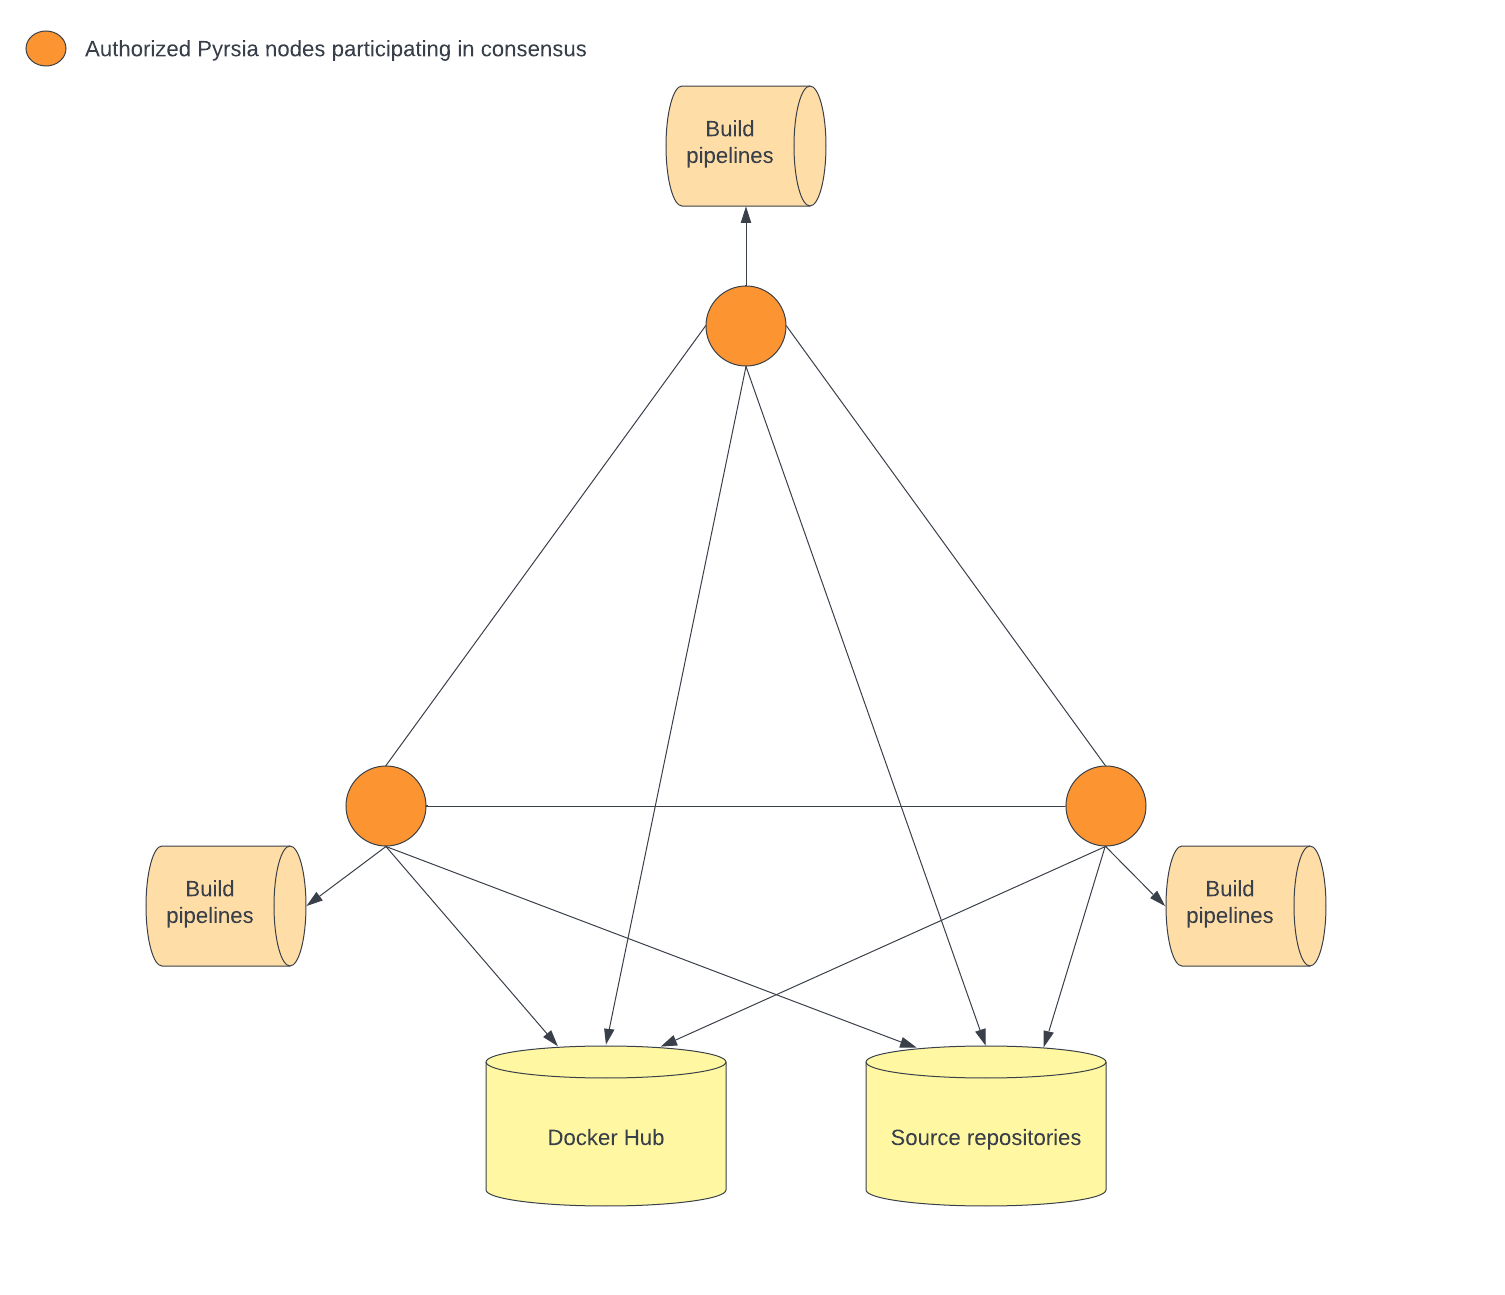 Authorized Pyrsia nodes participating in consensus
Build
pipelines
Build
pipelines
Build
pipelines
Docker Hub
Source repositories